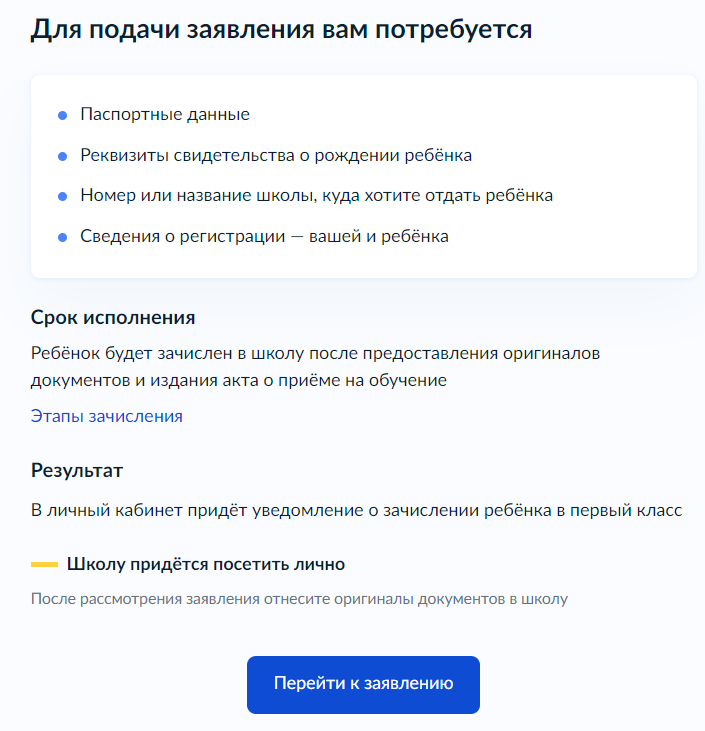 Для подачи заявления вам потребуется
Паспортные данные
Реквизиты свидетельства о рождении ребёнка
Номер или название школы, куда хотите отдать ребёнка
Сведения о регистрации — вашей и ребёнка
Срок исполнения
Ребёнок будет зачислен в школу после предоставления оригиналов
документов и издания акта о приёме на обучение
Этапы зачисления
Результат
В личный кабинет придёт уведомление о зачислении ребёнка в первый класс
Школу придётся посетить лично
После рассмотрения заявления отнесите оригиналы документов в школу
Перейти к заявлению